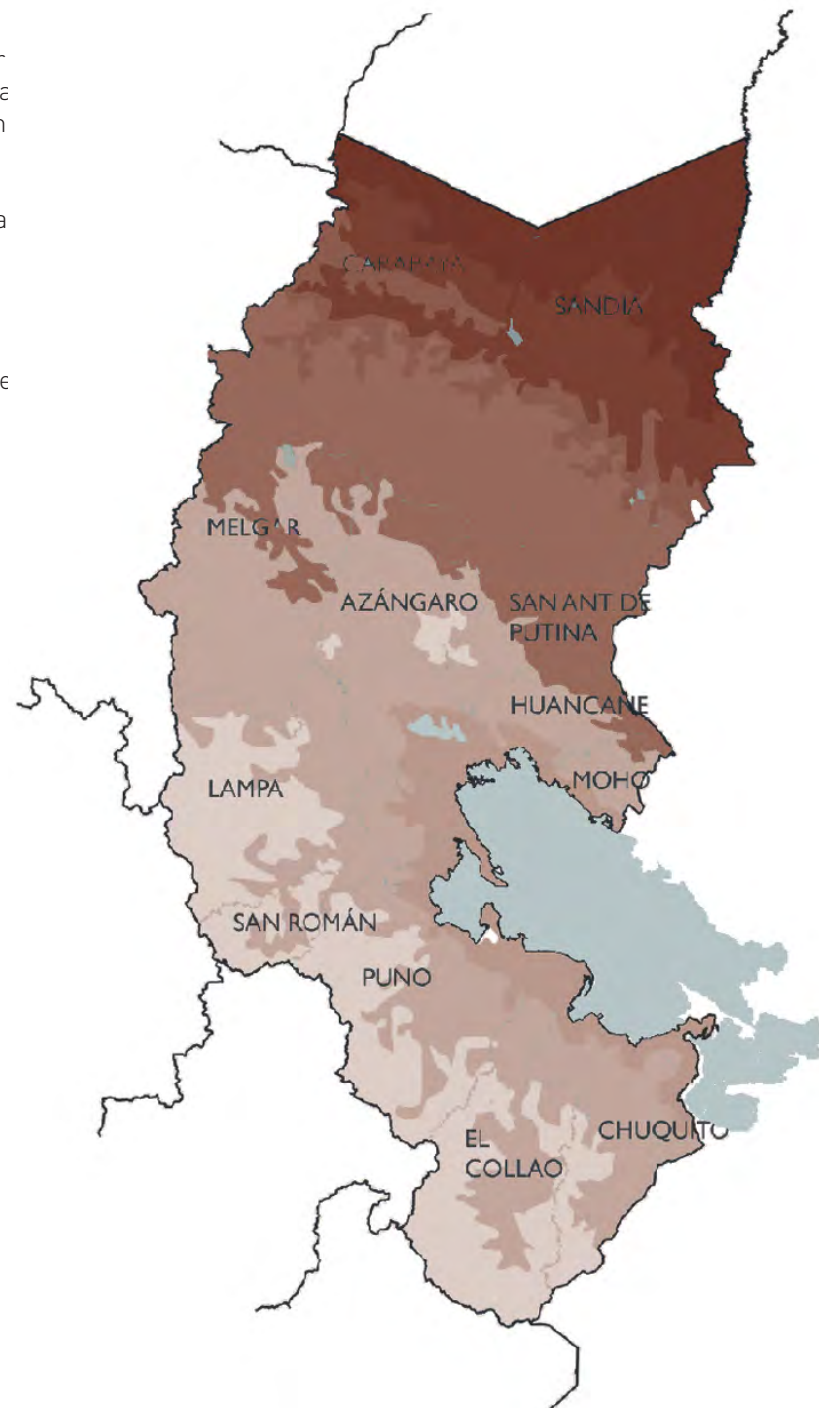 a
n
a
e
CARABAYA
SANDIA
MELGAR
AZÁNGARO
SAN ANT DE
PUTINA
HUANCANE
LAMPA
MOHO
SAN ROMÁN
PUNO
EL
COLLAO
CHUQUITO